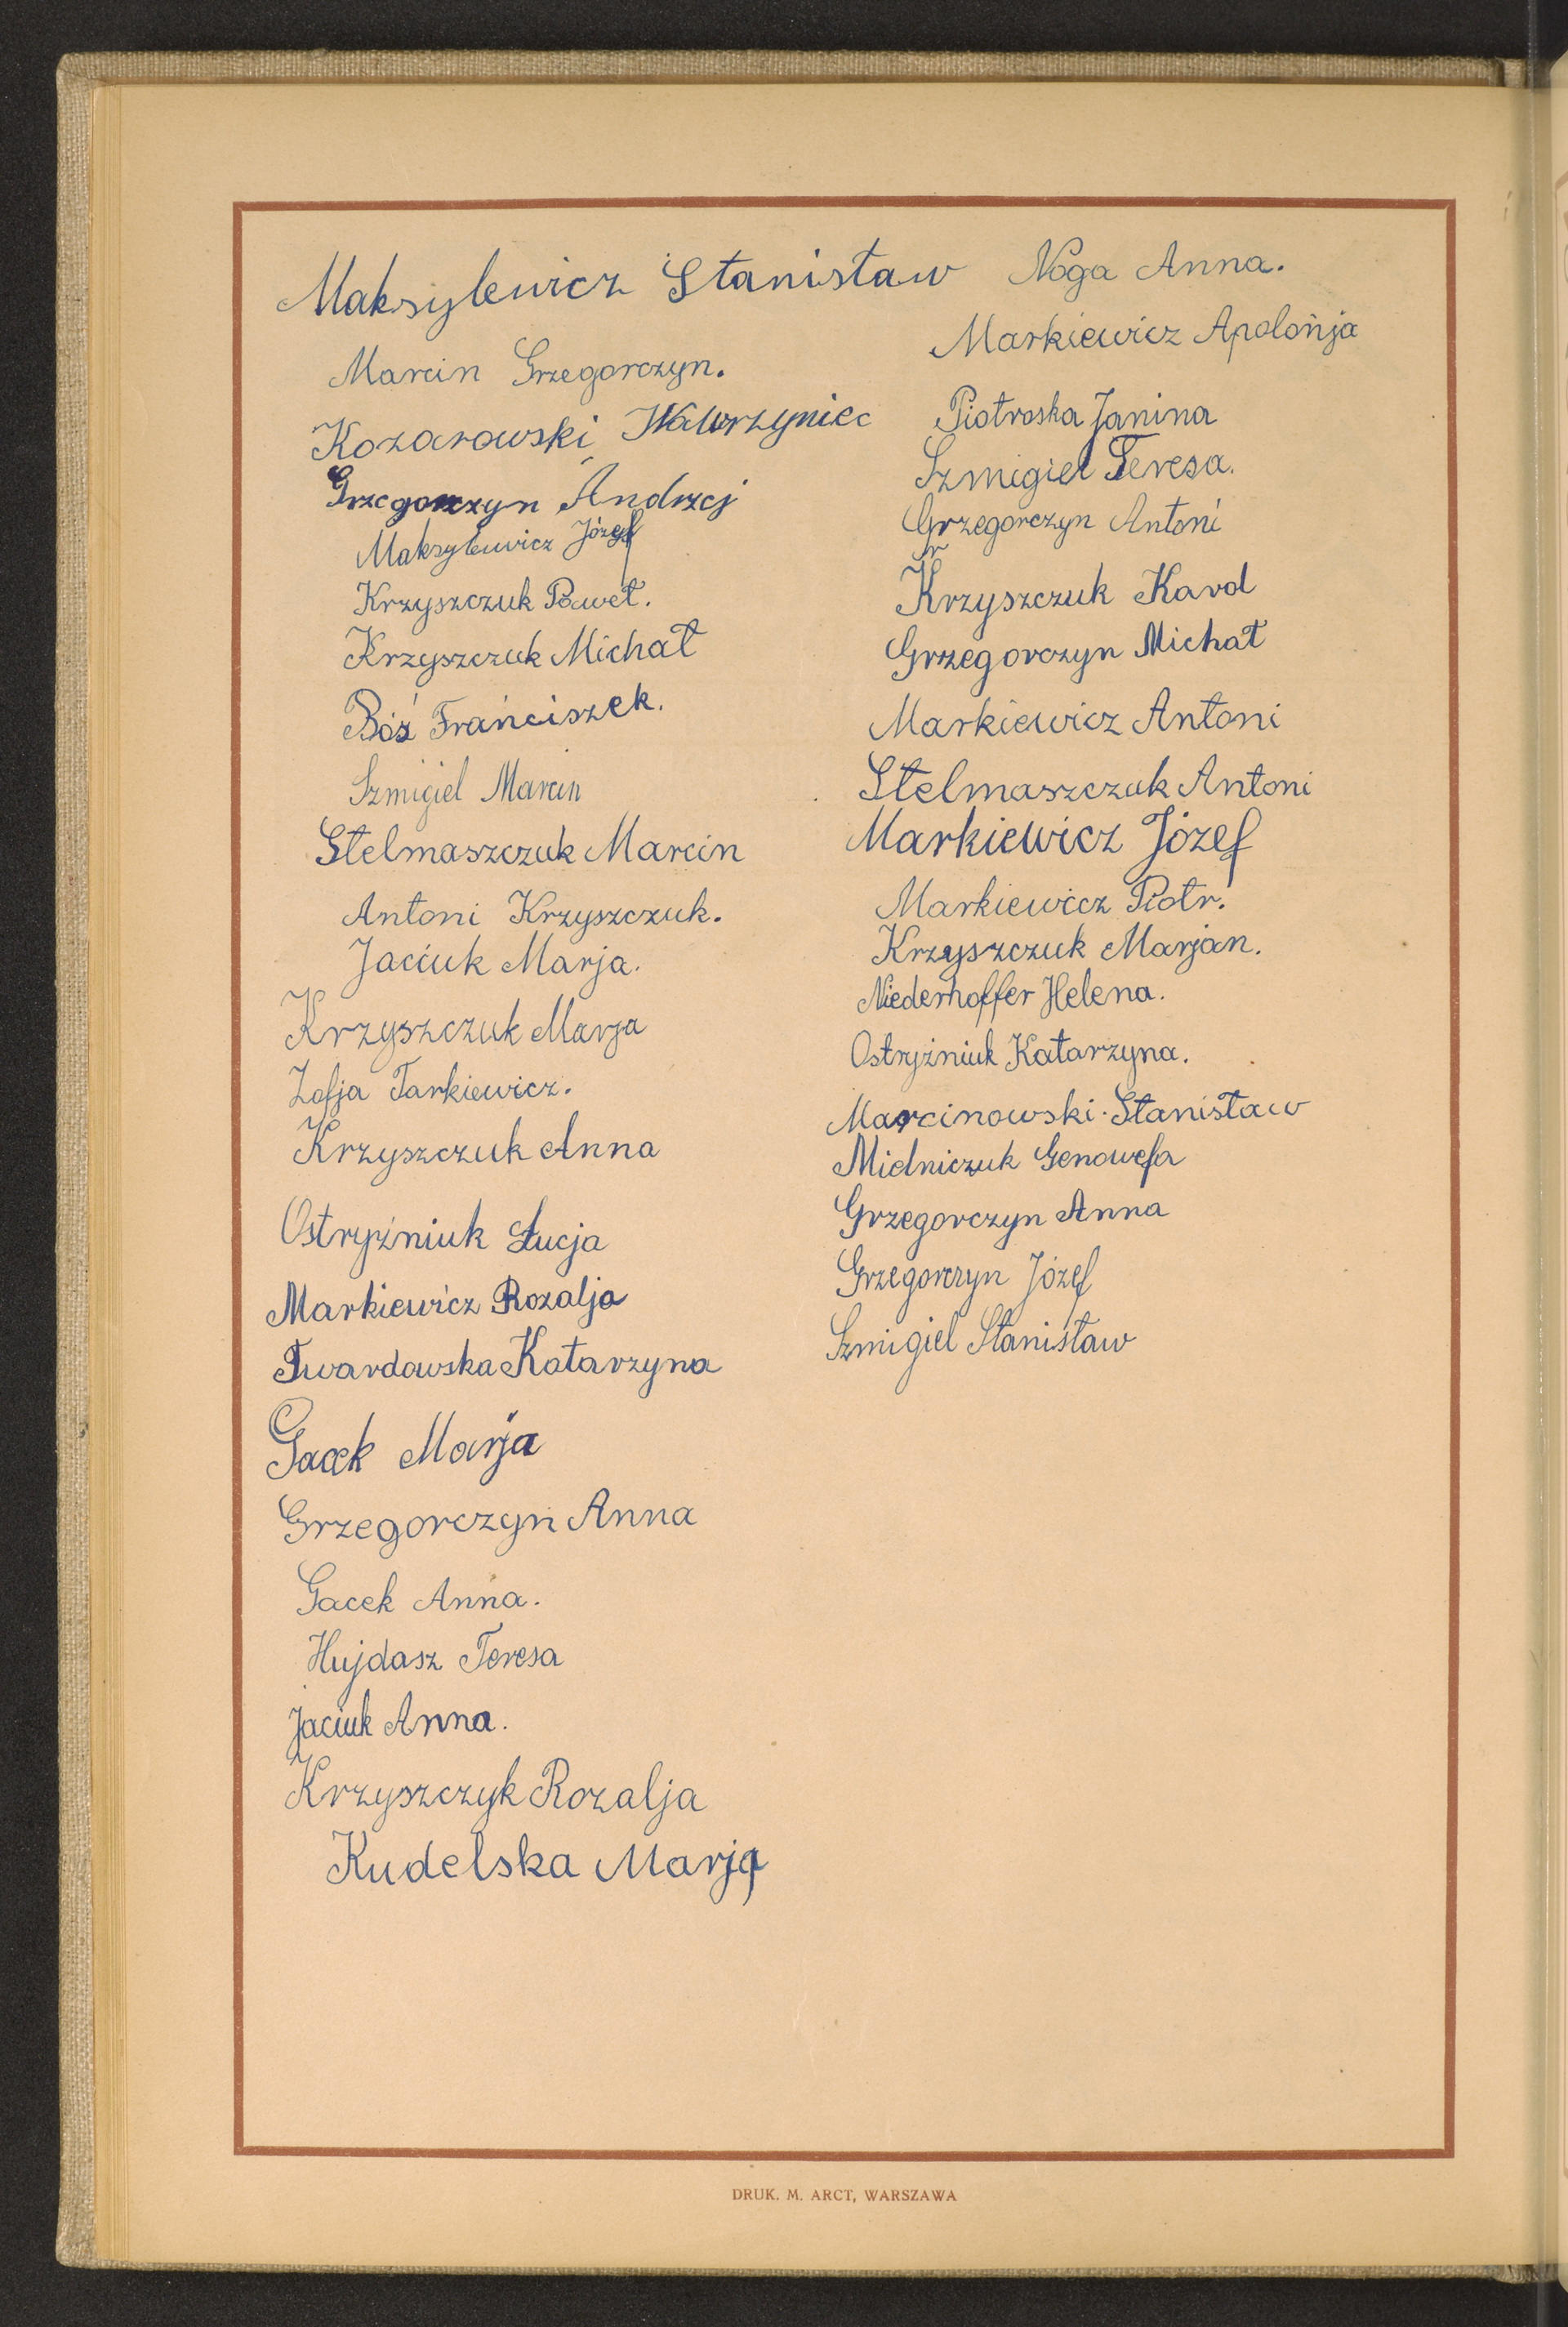 Maksylewicz Stanisław
Marcin Grzegorczyn.
Kozarowski Wawrzyniec
Grzegorczyn Andrzej
Maksylewicz Józef
Krzyszczuk Paweł.
Krzyszczuk Michał
Boś Franciszek.
Szmigiel Marcin
Stelmaszczuk Marcin
Antoni Krzyszczuk.
Jaciuk Marja.
Krzyszczuk Marja
Zofja Tarkiewicz.
Krzyszczuk Anna
Ostryżniuk Łucja
Markiewicz Rozalja
Twardowska Katarzyna
Gacek Marja
Grzegorczyn Anna
Gacek Anna.
Hujdasz Teresa
Jaciuk Anna.
Krzyszczyk Rozalja
Kudelska Marja
Noga Anna.
Markiewicz Apolonja
Piotroska Janina
Szmigiel Teresa.
Grzegorczyn Antoni
Krzyszczuk Karol
Grzegorczyn Michał
Markiewicz Antoni
Stelmaszczuk Antoni
Markiewicz Józef
Markiewicz Piotr.
Krzyszczuk Marjan.
Niederhoffer Helena.
Ostryżniuk Katarzyna.
Marcinowski Stanisław
Midniczuk Genowefa
Grzegorczyn Anna
Grzegorczyn Józef
Szmigiel Stanisław
DRUK. M. ARCT, WARSZAWA